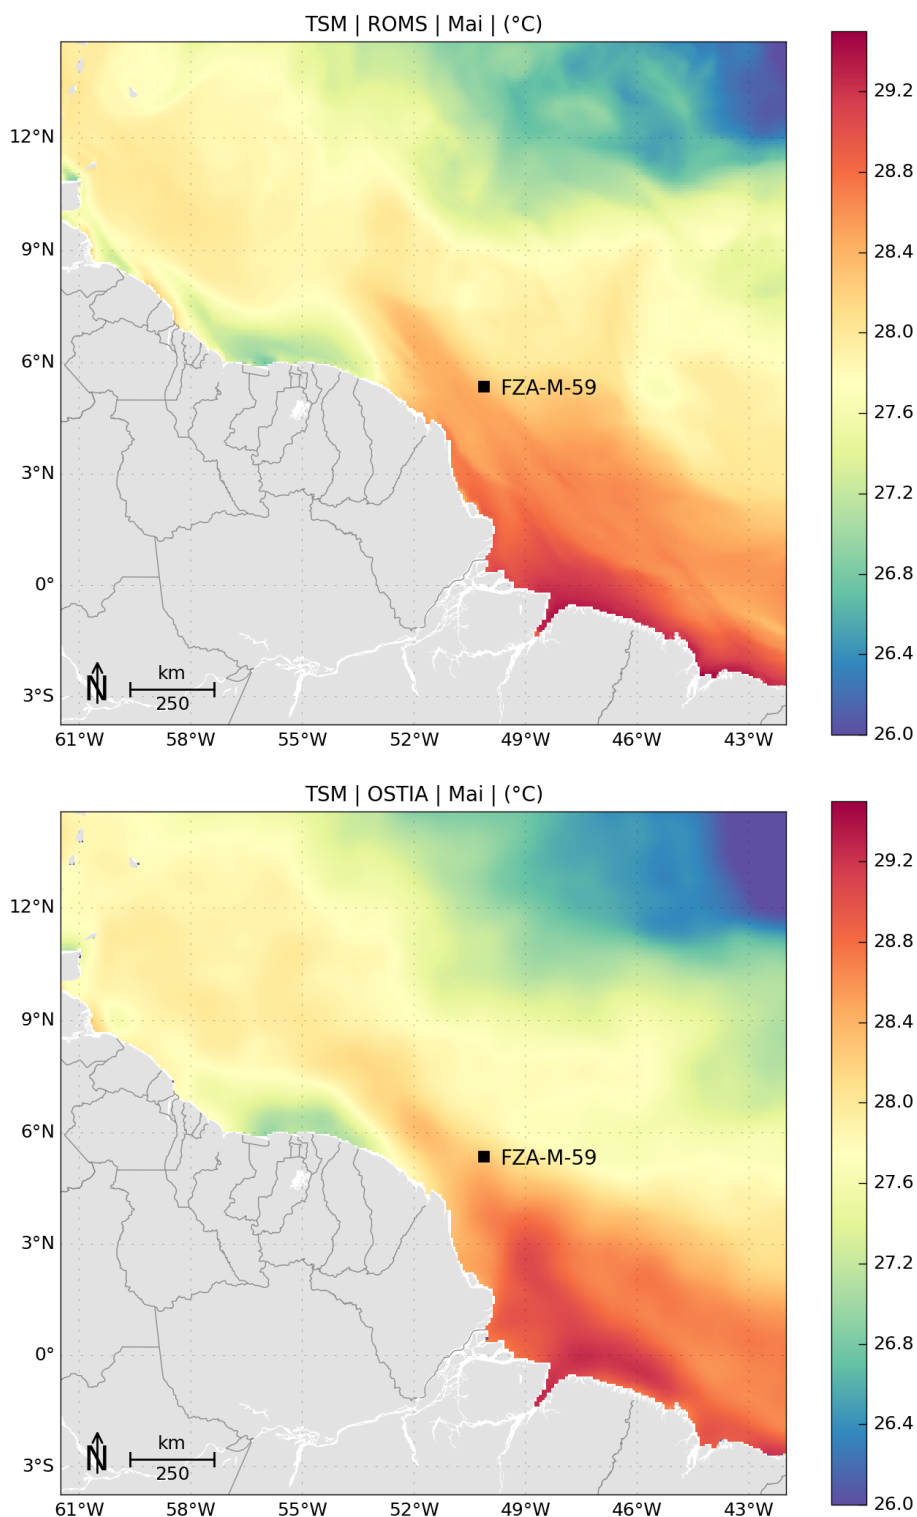 TSM | ROMS | Mai | (°C)
12°N
9°N
6°N
3°N
0°
3°S
FZA-M-59
N
km
250
61°W 58°W 55°W 52°W 49°W 46°W 43°W
29.2
28.8
28.4
28.0
27.6
27.2
26.8
26.4
26.0
TSM | OSTIA | Mai | (°C)
12°N
9°N
6°N
3°N
0°
3°S
FZA-M-59
N
km
250
61°W 58°W 55°W 52°W 49°W 46°W 43°W
29.2
28.8
28.4
28.0
27.6
27.2
26.8
26.4
26.0